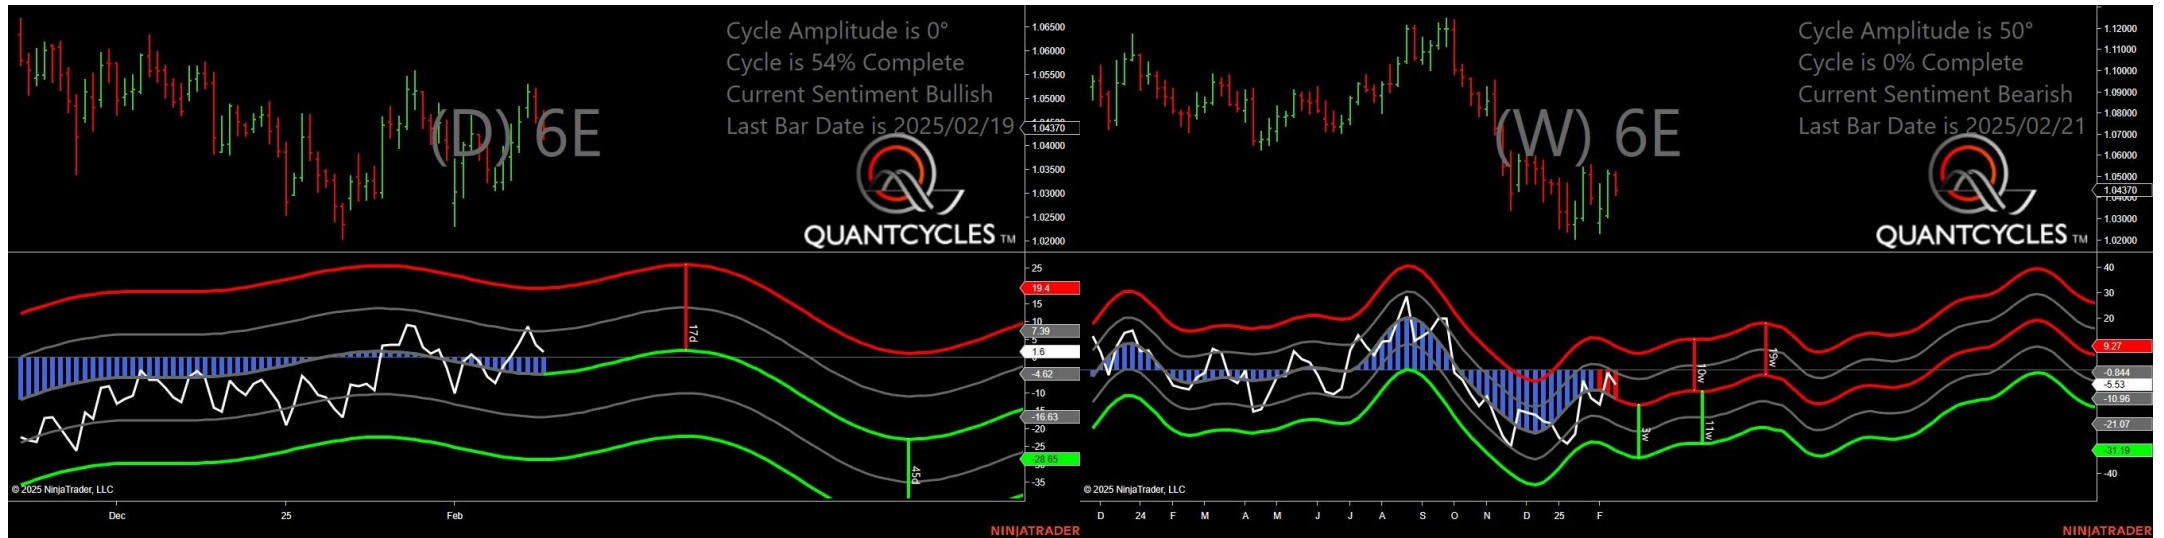 Cycle Amplitude is 0°
Cycle is 54% Complete
Current Sentiment Bullish
Last Bar Date is 2025/02/19
(D) 6E
QUANTCYCLES TM
1.06500
1.06000
1.05500
1.05000
1.04370
1.04000
1.03500
1.03000
1.02500
1.02000
25
19.4
15
10
7.39
5
1.6
-4.62
-10
-15
-16.63
-20
-25
-28.65
-35
17d
45d
© 2025 NinjaTrader, LLC
Dec
25
Feb
NINJATRADER
Cycle Amplitude is 50°
Cycle is 0% Complete
Current Sentiment Bearish
Last Bar Date is 2025/02/21
(W) 6E
QUANTCYCLES TM
1.12000
1.11000
1.10000
1.09000
1.08000
1.07000
1.06000
1.05000
1.04370
1.04000
1.03000
1.02000
40
30
20
9.27
-0.844
-5.53
-10.96
-21.07
-31.19
-40
3w
10w
11w
19w
© 2025 NinjaTrader, LLC
D
24
F
M
A
M
J
J
A
S
O
N
D
25
F
NINJATRADER